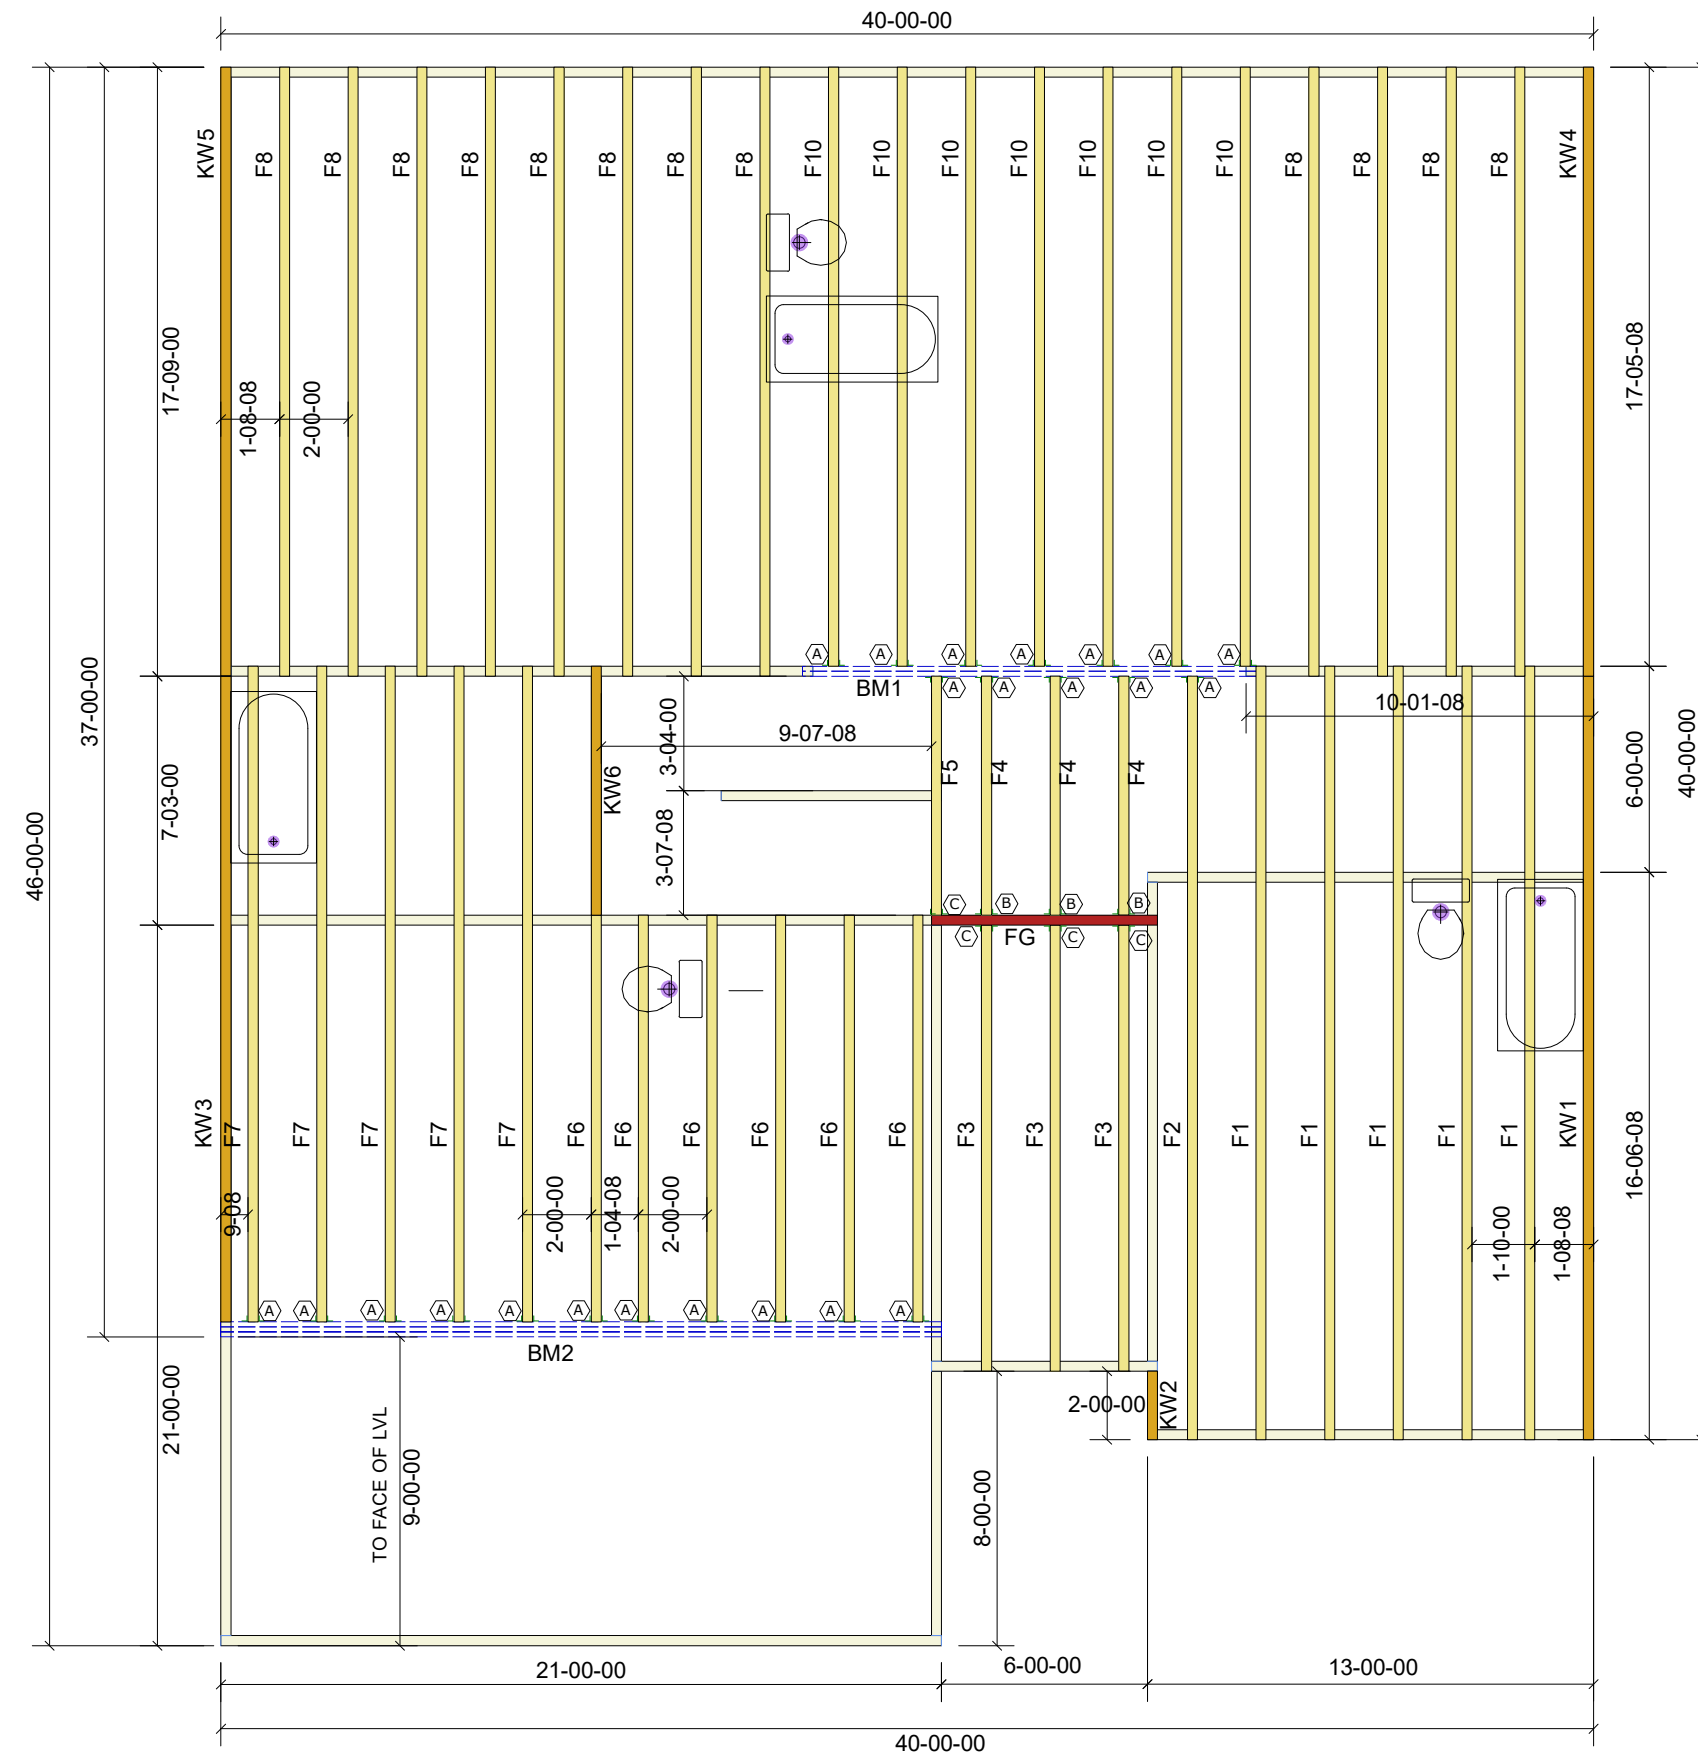 40-00-00
KW5
F8
F8
F8
F8
F8
F8
F8
F8
F10
F10
F10
F10
F10
F10
F10
F8
F8
F8
F8
KW4
17-09-00
1-08-08
2-00-00
17-05-08
A
A
A
A
A
A
A
BM1
A
A
A
A
A
10-01-08
37-00-00
9-07-08
3-04-00
KW6
F5
F4
F4
F4
6-00-00
40-00-00
7-03-00
3-07-08
46-00-00
C
B
B
B
C
FG
C
C
KW3
F7
F7
F7
F7
F7
F6
F6
F6
F6
F6
F6
F3
F3
F3
F2
F1
F1
F1
F1
F1
KW1
16-06-08
9-08
2-00-00
1-04-08
2-00-00
1-10-00
1-08-08
A
A
A
A
A
A
A
A
A
A
A
BM2
21-00-00
2-00-00
KW2
TO FACE OF LVL
9-00-00
8-00-00
21-00-00
6-00-00
13-00-00
40-00-00